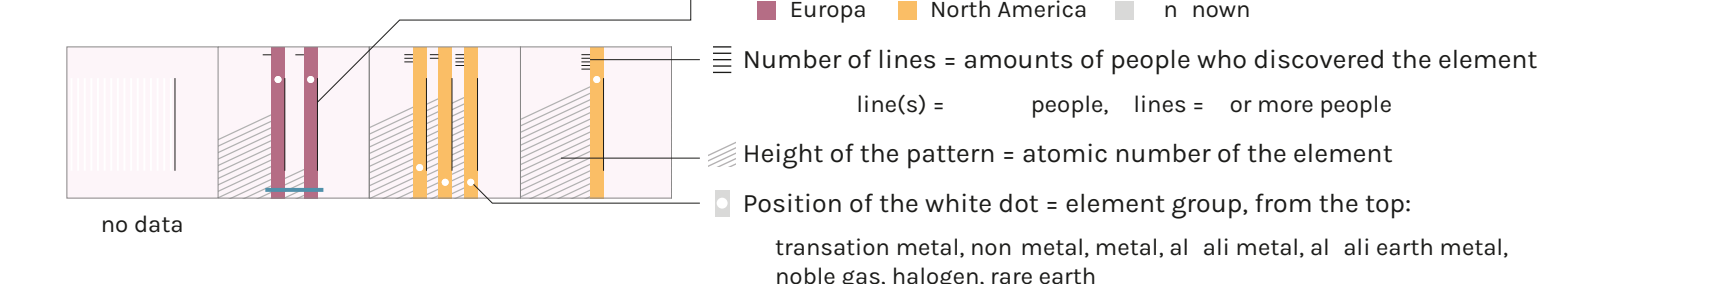 Europa North America n nown
Number of lines = amounts of people who discovered the element
line(s) = people, lines = or more people
Height of the pattern = atomic number of the element
Position of the white dot = element group, from the top:
no data
transation metal, non metal, metal, al ali metal, al ali earth metal,
noble gas, halogen, rare earth